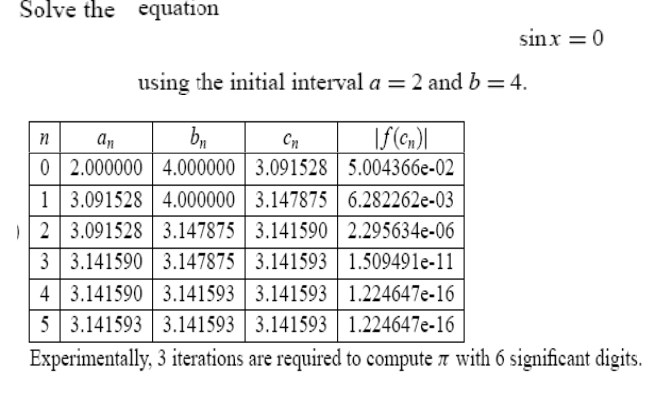 Solve the equation
sin x = 0
using the initial interval a = 2 and b = 4.
n aₙ bₙ cₙ |f(cₙ)|
0 2.000000 4.000000 3.091528 5.004366e-02
1 3.091528 4.000000 3.147875 6.282262e-03
) 2 3.091528 3.147875 3.141590 2.295634e-06
3 3.141590 3.147875 3.141593 1.509491e-11
4 3.141590 3.141593 3.141593 1.224647e-16
5 3.141593 3.141593 3.141593 1.224647e-16
Experimentally, 3 iterations are required to compute π with 6 significant digits.